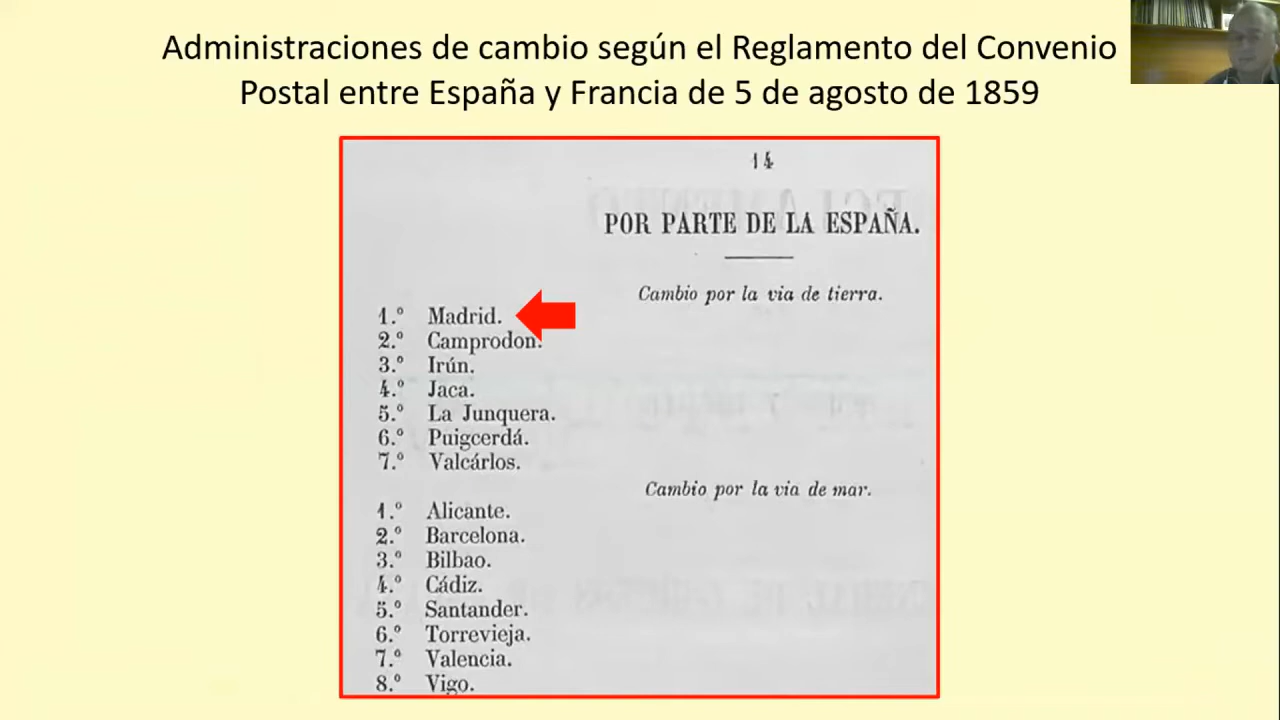 Administraciones de cambio según el Reglamento del Convenio
Postal entre España y Francia de 5 de agosto de 1859
14
POR PARTE DE LA ESPAÑA.
Cambio por la via de tierra.
1.º Madrid.
2.º Camprodon.
3.º Irún.
4.º Jaca.
5.º La Junquera.
6.º Puigcerdá.
7.º Valcárlos.
Cambio por la via de mar.
1.º Alicante.
2.º Barcelona.
3.º Bilbao.
4.º Cádiz.
5.º Santander.
6.º Torrevieja.
7.º Valencia.
8.º Vigo.